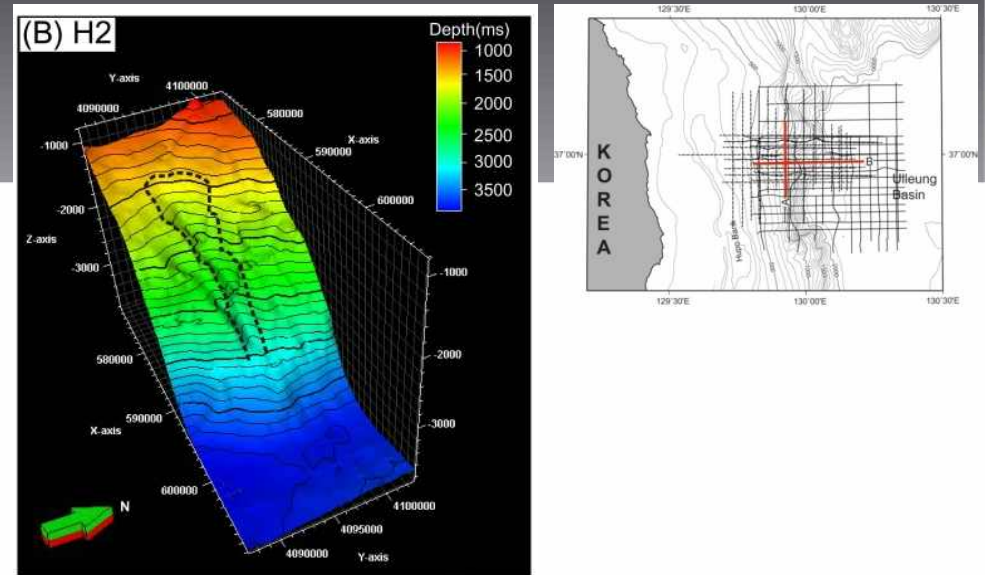 (B) H2
Depth(ms)
1000
1500
2000
2500
3000
3500
Y-axis
4090000
4100000
580000
X-axis
590000
600000
-1000
-2000
Z-axis
-3000
-1000
-2000
-3000
580000
590000
X-axis
600000
N
4100000
4095000
4090000
Y-axis
129˚30'E
130˚00'E
130˚30'E
37˚00'N
37˚00'N
KOREA
Hupo Bank
B
A
Ulleung
Basin
129˚30'E
130˚00'E
130˚30'E